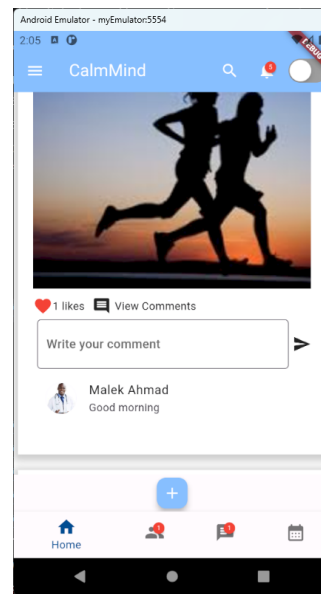 Android Emulator - myEmulator:5554
2:05
CalmMind
1 likes View Comments
Write your comment
Malek Ahmad
Good morning
+
1 1
Home